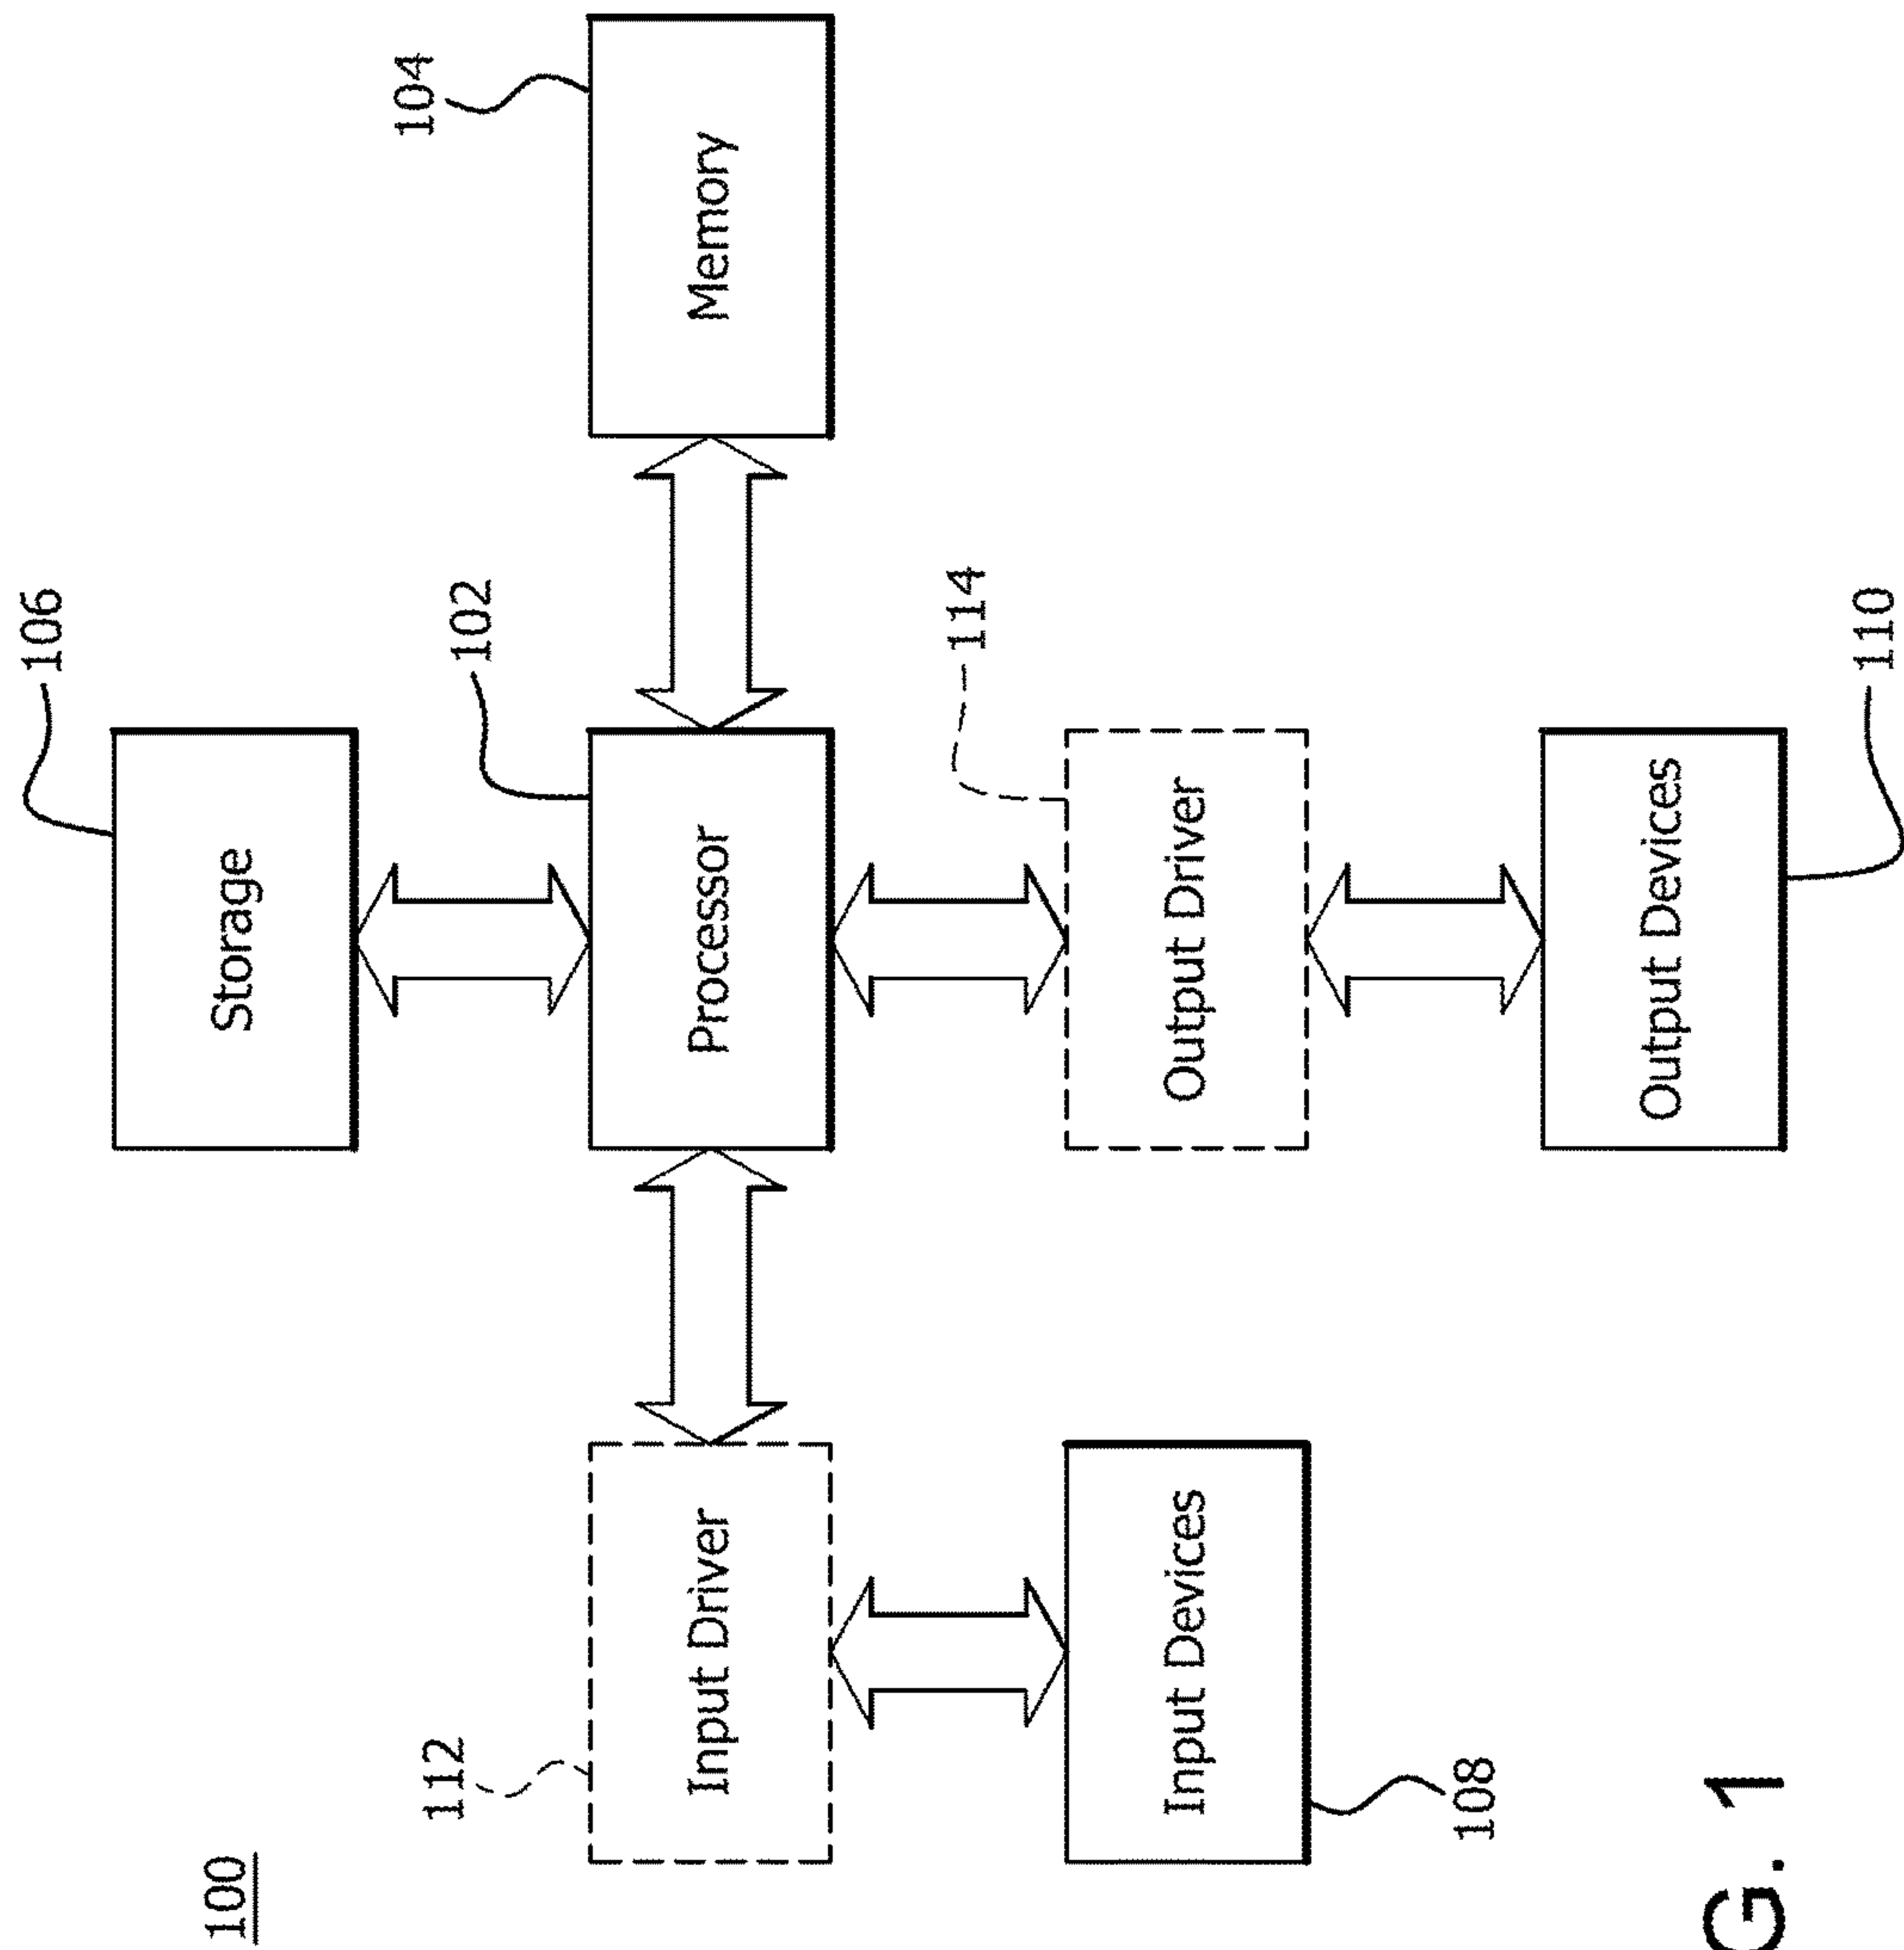 100
106
Storage
112
102
104
Input Driver
Processor
Memory
114
Input Devices
Output Driver
108
110
Output Devices
G. 1